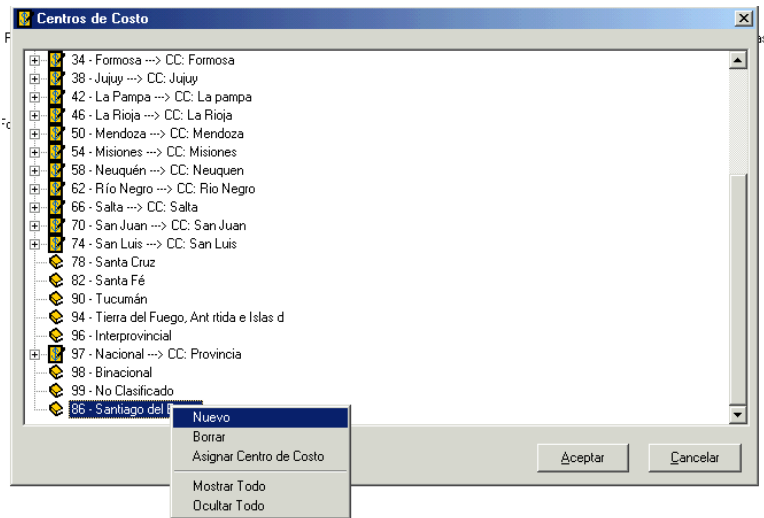 Centros de Costo
34 - Formosa ---> CC: Formosa
38 - Jujuy ---> CC: Jujuy
42 - La Pampa ---> CC: La pampa
46 - La Rioja ---> CC: La Rioja
50 - Mendoza ---> CC: Mendoza
54 - Misiones ---> CC: Misiones
58 - Neuquén ---> CC: Neuquen
62 - Río Negro ---> CC: Rio Negro
66 - Salta ---> CC: Salta
70 - San Juan ---> CC: San Juan
74 - San Luis ---> CC: San Luis
78 - Santa Cruz
82 - Santa Fé
90 - Tucumán
94 - Tierra del Fuego, Ant rtida e Islas d
96 - Interprovincial
97 - Nacional ---> CC: Provincia
98 - Binacional
99 - No Clasificado
86 - Santiago del
Nuevo
Borrar
Asignar Centro de Costo
Mostrar Todo
Ocultar Todo
Aceptar
Cancelar